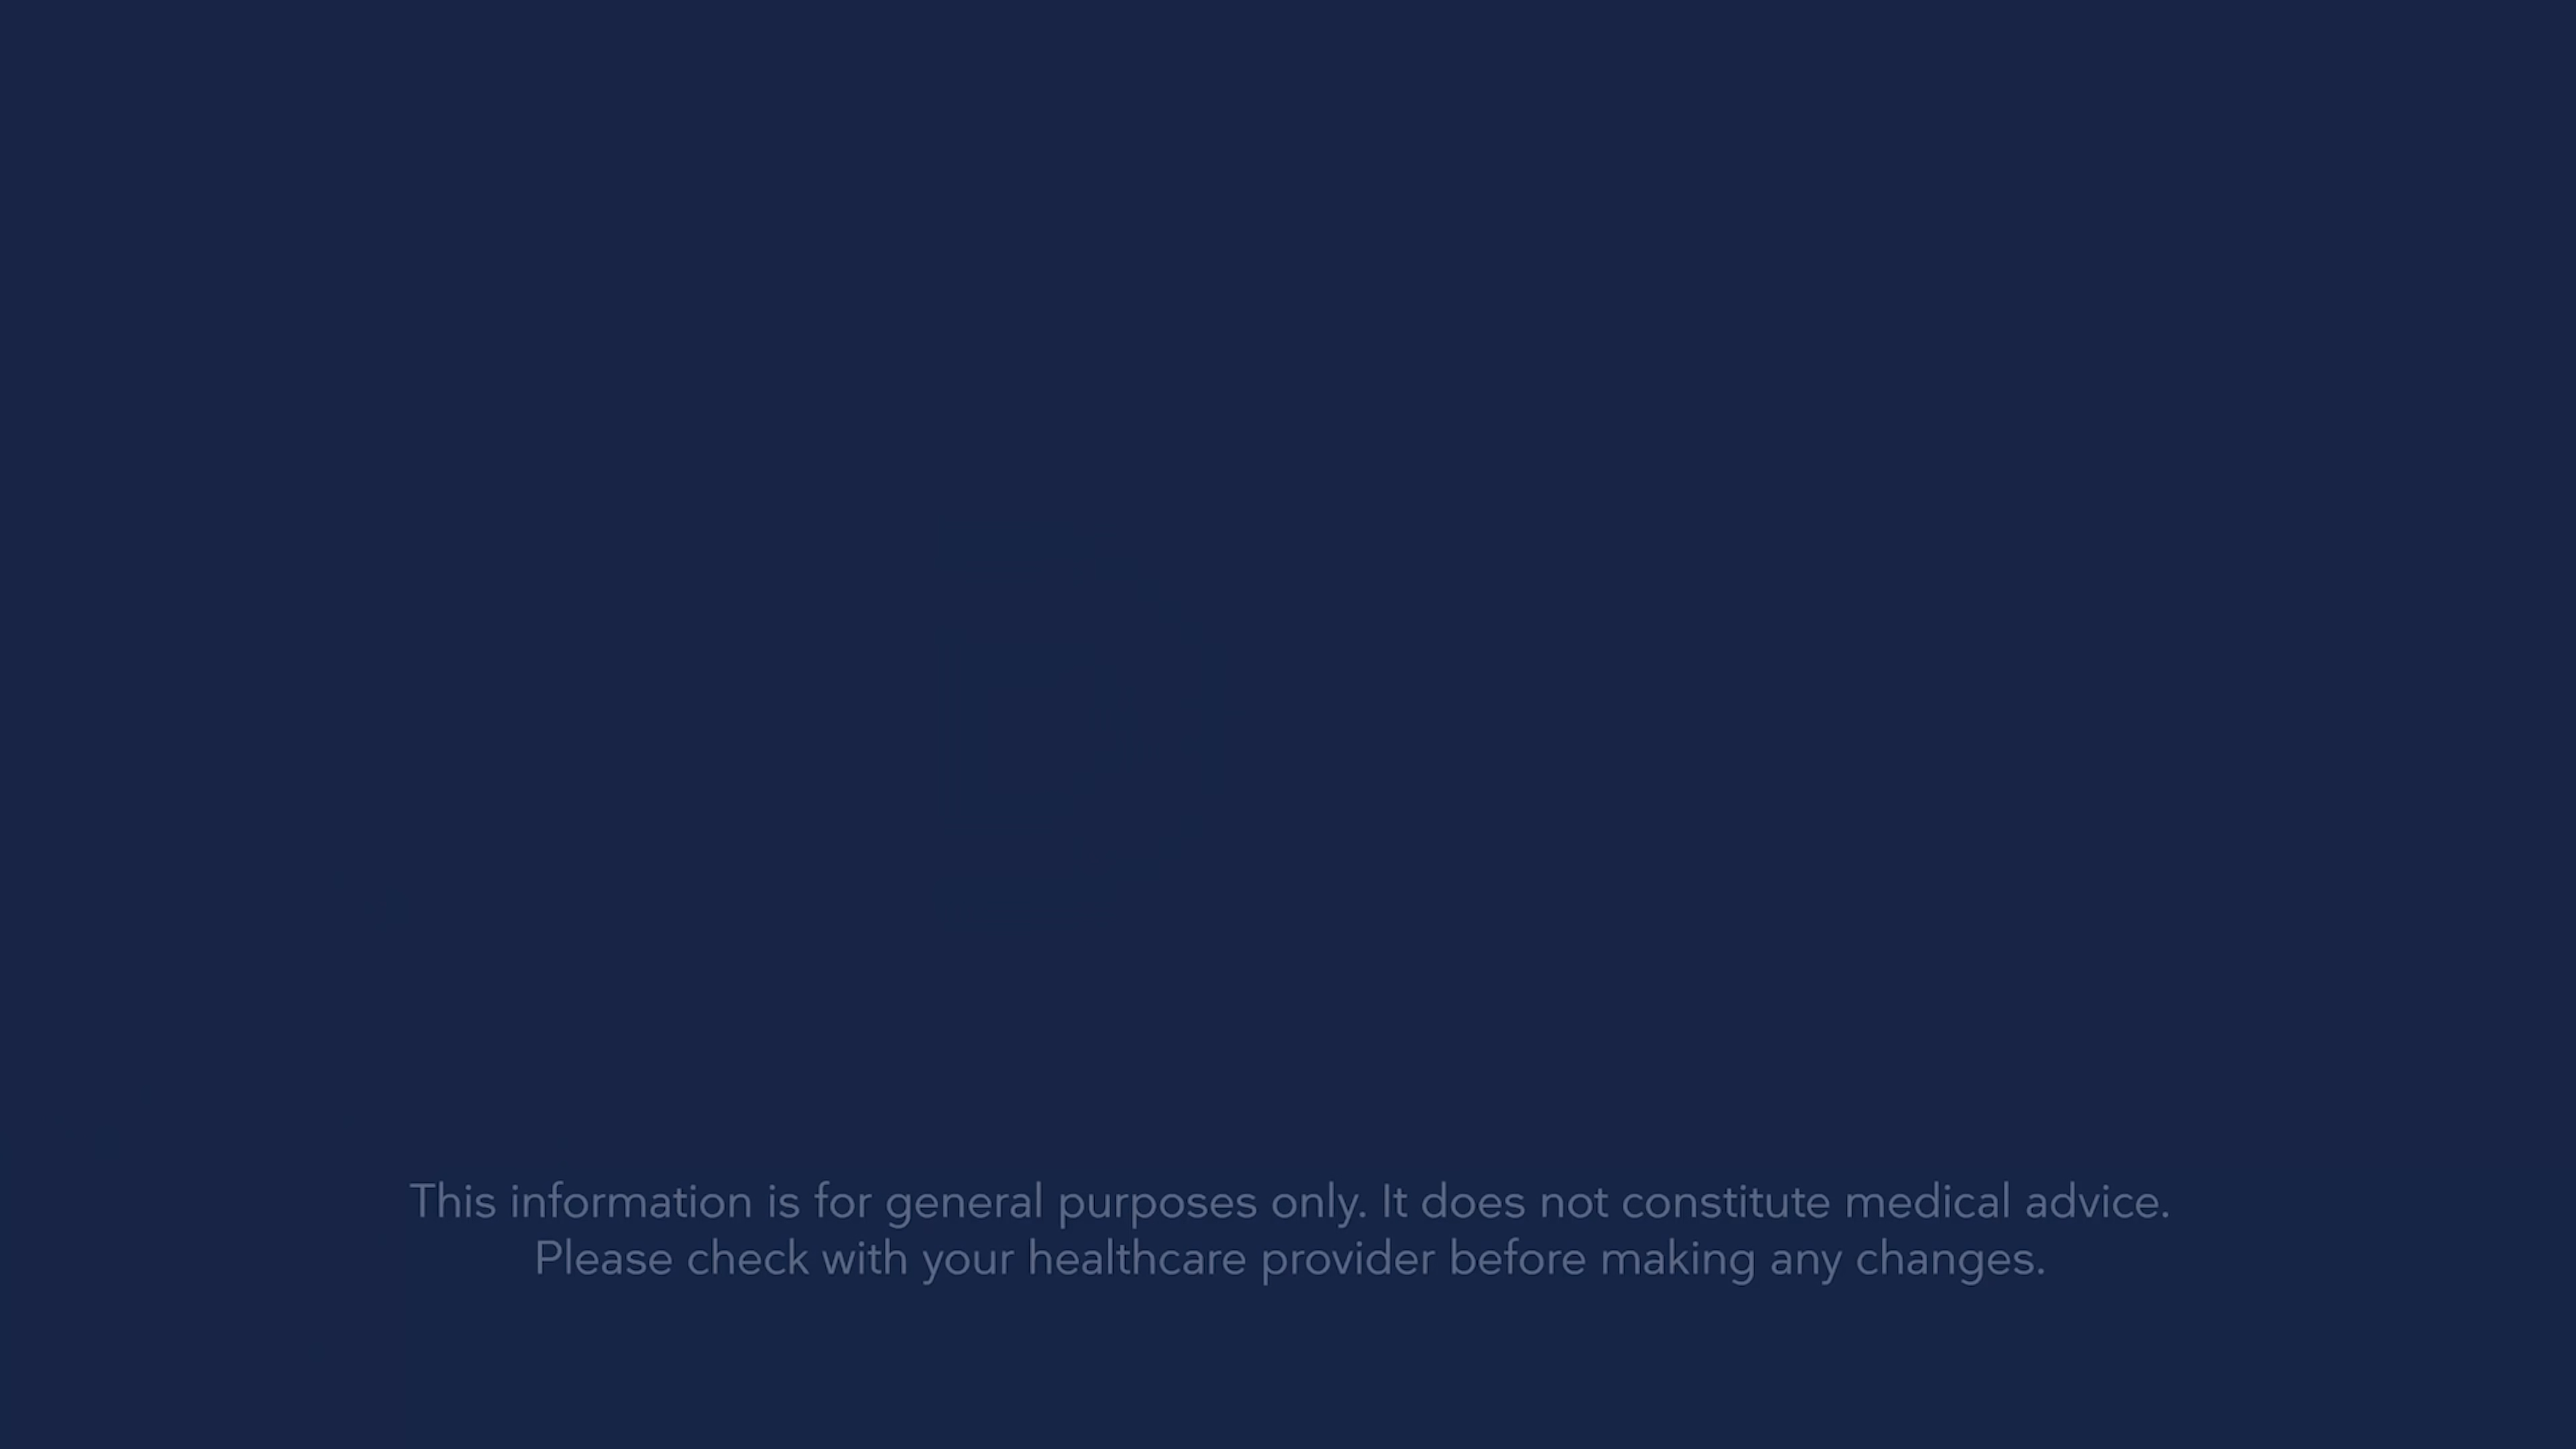 This information is for general purposes only. It does not constitute medical advice.
Please check with your healthcare provider before making any changes.